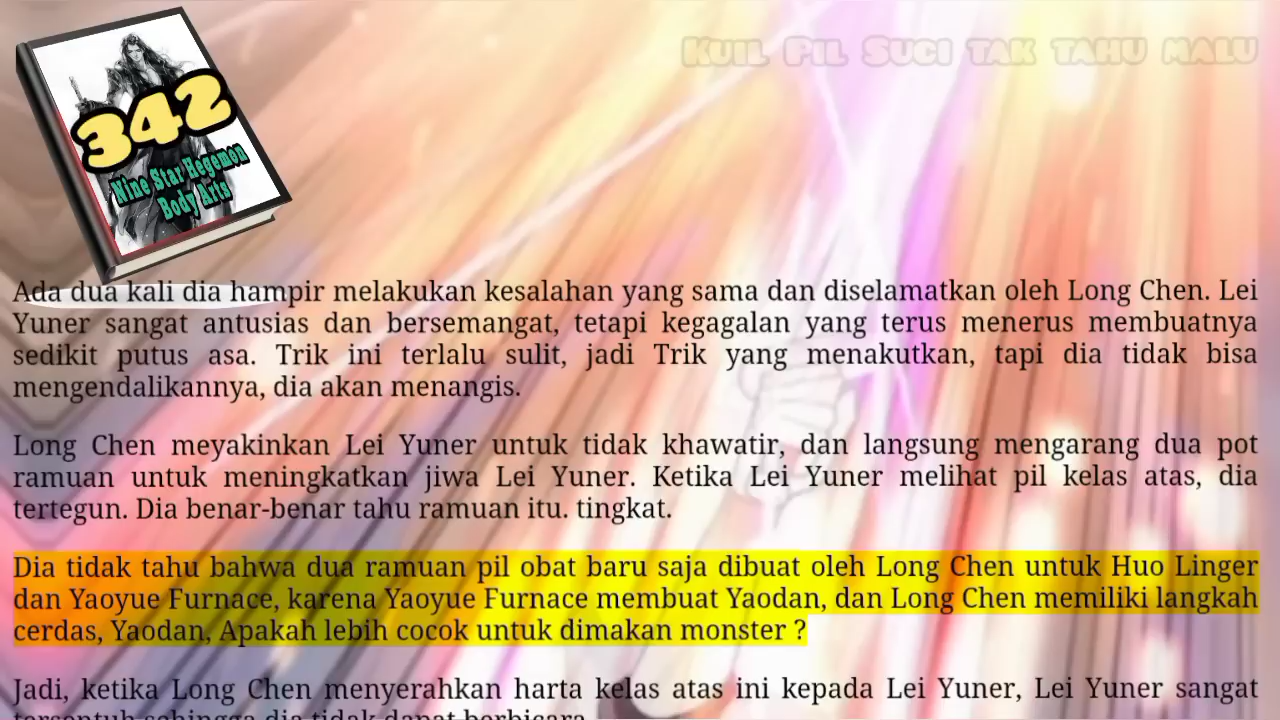 Kuil Pil Suci tak tahu malu
342
Nine Star Hegemon
Body Arts
Ada dua kali dia hampir melakukan kesalahan yang sama dan diselamatkan oleh Long Chen. Lei
Yuner sangat antusias dan bersemangat, tetapi kegagalan yang terus menerus membuatnya
sedikit putus asa. Trik ini terlalu sulit, jadi Trik yang menakutkan, tapi dia tidak bisa
mengendalikannya, dia akan menangis.
Long Chen meyakinkan Lei Yuner untuk tidak khawatir, dan langsung mengarang dua pot
ramuan untuk meningkatkan jiwa Lei Yuner. Ketika Lei Yuner melihat pil kelas atas, dia
tertegun. Dia benar-benar tahu ramuan itu. tingkat.
Dia tidak tahu bahwa dua ramuan pil obat baru saja dibuat oleh Long Chen untuk Huo Linger
dan Yaoyue Furnace, karena Yaoyue Furnace membuat Yaodan, dan Long Chen memiliki langkah
cerdas, Yaodan, Apakah lebih cocok untuk dimakan monster ?
Jadi, ketika Long Chen menyerahkan harta kelas atas ini kepada Lei Yuner, Lei Yuner sangat
tersentuh sehingga dia tidak dapat berbicara.